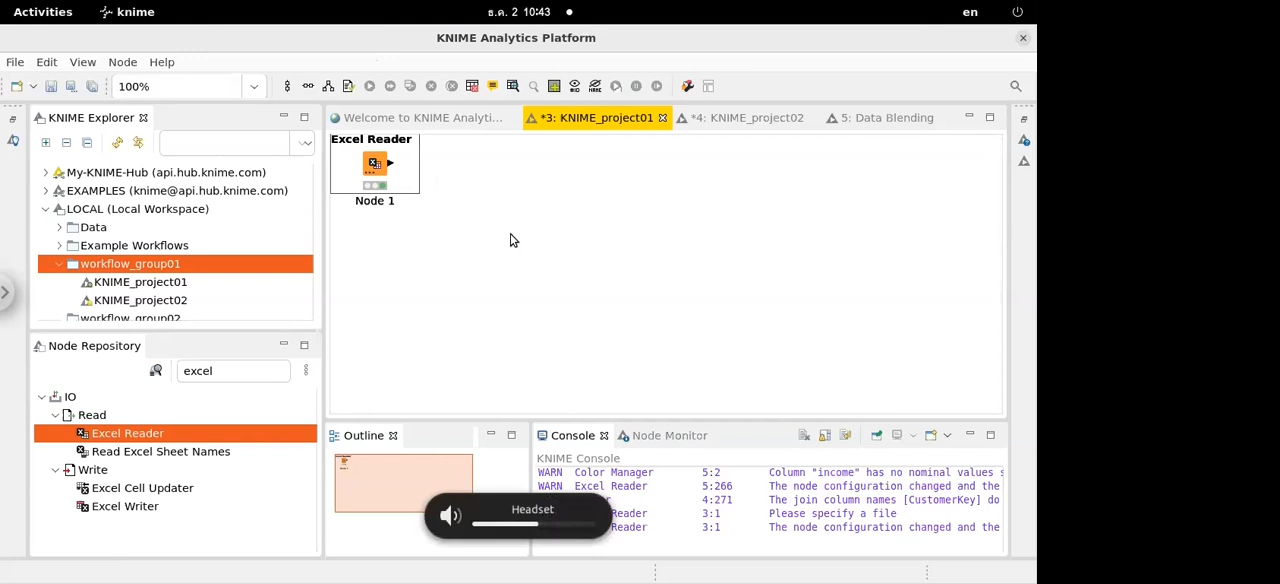 Activities knime ธ.ค. 2 10:43 en
KNIME Analytics Platform
File Edit View Node Help
100%
KNIME Explorer
My-KNIME-Hub (api.hub.knime.com)
EXAMPLES (knime@api.hub.knime.com)
LOCAL (Local Workspace)
Data
Example Workflows
workflow_group01
KNIME_project01
KNIME_project02
workflow_group02
Node Repository
excel
IO
Read
Excel Reader
Read Excel Sheet Names
Write
Excel Cell Updater
Excel Writer
Welcome to KNIME Analyti... *3: KNIME_project01 *4: KNIME_project02 5: Data Blending
Excel Reader
Node 1
Outline
Console Node Monitor
KNIME Console
WARN Color Manager 5:2 Column "income" has no nominal values s
WARN Excel Reader 5:266 The node configuration changed and the
4:271 The join column names [CustomerKey] do
Reader 3:1 Please specify a file
Reader 3:1 The node configuration changed and the
Headset